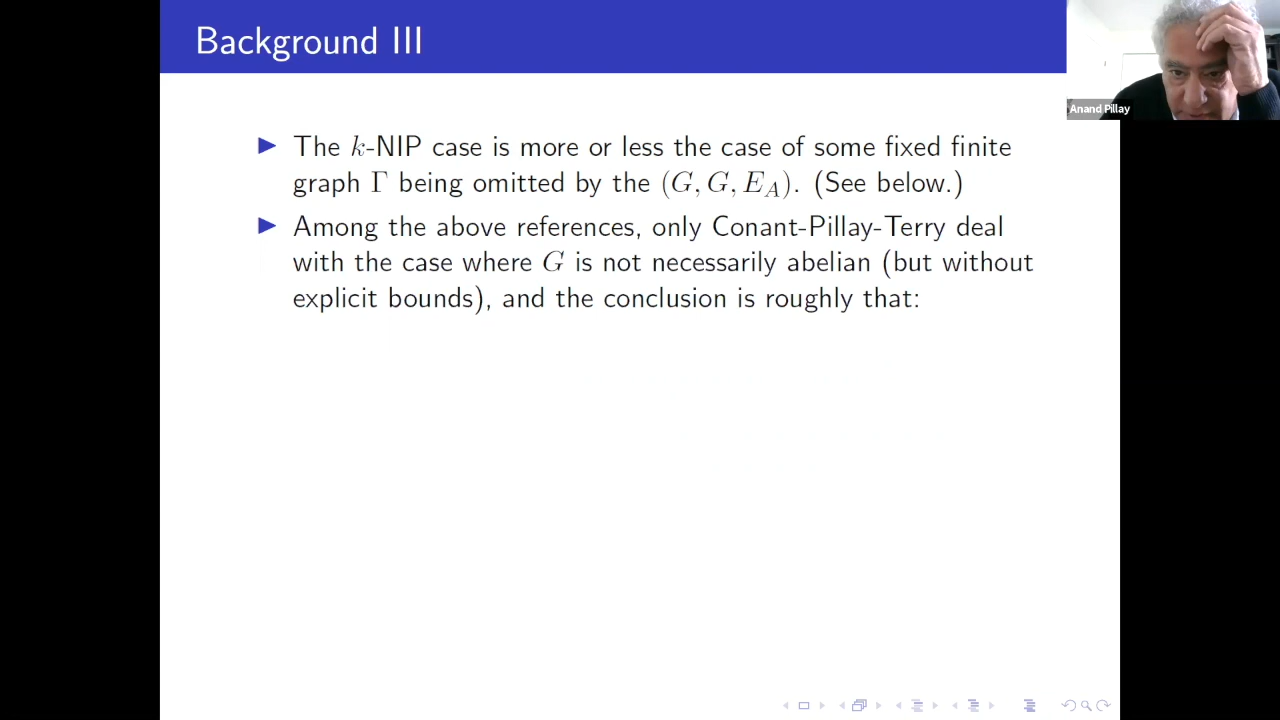 Background III
Anand Pillay
▶ The k-NIP case is more or less the case of some fixed finite
graph Γ being omitted by the (G, G, E_A). (See below.)
▶ Among the above references, only Conant-Pillay-Terry deal
with the case where G is not necessarily abelian (but without
explicit bounds), and the conclusion is roughly that: